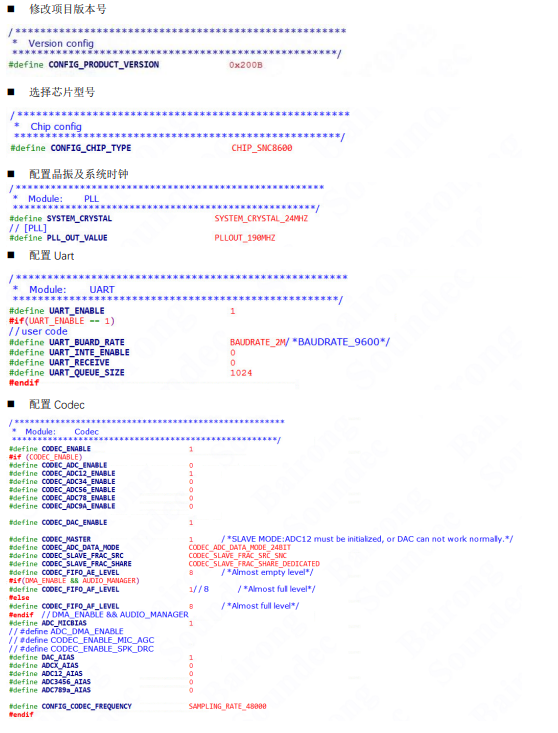 ■ 修改项目版本号
/****************************************************
* Version config
****************************************************/
#define CONFIG_PRODUCT_VERSION 0x200B
■ 选择芯片型号
/****************************************************
* Chip config
****************************************************/
#define CONFIG_CHIP_TYPE CHIP_SNC8600
■ 配置晶振及系统时钟
/****************************************************
* Module: PLL
****************************************************/
#define SYSTEM_CRYSTAL SYSTEM_CRYSTAL_24MHZ
// [PLL]
#define PLL_OUT_VALUE PLLOUT_190MHZ
■ 配置 Uart
/****************************************************
* Module: UART
****************************************************/
#define UART_ENABLE 1
#if(UART_ENABLE == 1)
//user code
#define UART_BUARD_RATE BAUDRATE_2M/*BAUDRATE_9600*/
#define UART_INTE_ENABLE 0
#define UART_RECEIVE 0
#define UART_QUEUE_SIZE 1024
#endif
■ 配置 Codec
/****************************************************
* Module: Codec
****************************************************/
#define CODEC_ENABLE 1
#if (CODEC_ENABLE)
#define CODEC_ADC_ENABLE 0
#define CODEC_ADC12_ENABLE 1
#define CODEC_ADC34_ENABLE 0
#define CODEC_ADC56_ENABLE 0
#define CODEC_ADC78_ENABLE 0
#define CODEC_ADC9A_ENABLE 0
#define CODEC_DAC_ENABLE 1
#define CODEC_MASTER 1 /*SLAVE MODE:ADC12 must be initialized, or DAC can not work normally.*/
#define CODEC_ADC_DATA_MODE CODEC_ADC_DATA_MODE_24BIT
#define CODEC_SLAVE_FRAC_SRC CODEC_SLAVE_FRAC_SRC_SNC
#define CODEC_SLAVE_FRAC_SHARE CODEC_SLAVE_FRAC_SHARE_DEDICATED
#define CODEC_FIFO_AE_LEVEL 8 /*Almost empty level*/
#if(DMA_ENABLE && AUDIO_MANAGER)
#define CODEC_FIFO_AF_LEVEL 1//8 /*Almost full level*/
#else
#define CODEC_FIFO_AF_LEVEL 8 /*Almost full level*/
#endif //DMA_ENABLE && AUDIO_MANAGER
#define ADC_MICBIAS 1
// #define ADC_DMA_ENABLE
// #define CODEC_ENABLE_MIC_AGC
// #define CODEC_ENABLE_SPK_DRC
#define DAC_AIAS 1
#define ADCX_AIAS 0
#define ADC12_AIAS 0
#define ADC3456_AIAS 0
#define ADC789a_AIAS 0
#define CONFIG_CODEC_FREQUENCY SAMPLING_RATE_48000
#endif